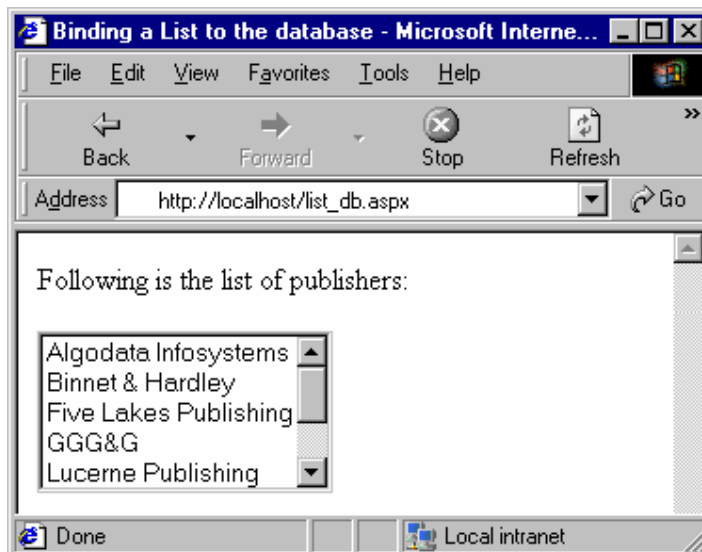 Binding a List to the database - Microsoft Interne...
File Edit View Favorites Tools Help
Back Forward Stop Refresh »
Address http://localhost/list_db.aspx Go
Following is the list of publishers:
Algodata Infosystems
Binnet & Hardley
Five Lakes Publishing
GGG&G
Lucerne Publishing
Done Local intranet